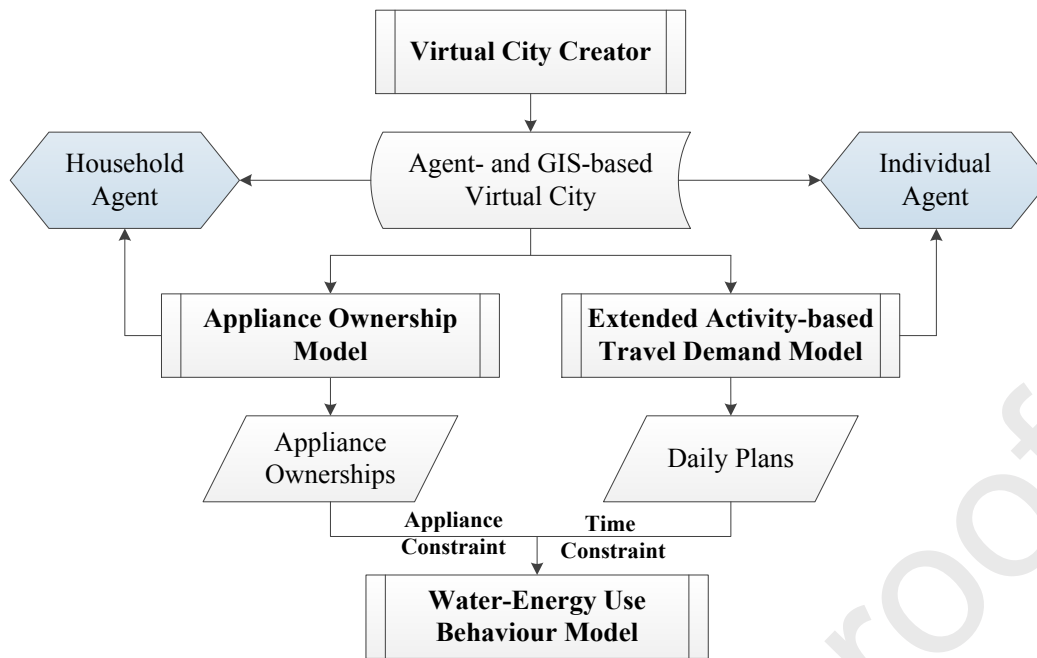 Virtual City Creator
Household
Agent
Agent- and GIS-based
Virtual City
Individual
Agent
Appliance Ownership
Model
Extended Activity-based
Travel Demand Model
Appliance
Ownerships
Daily Plans
Appliance
Constraint
Time
Constraint
Water-Energy Use
Behaviour Model
roof